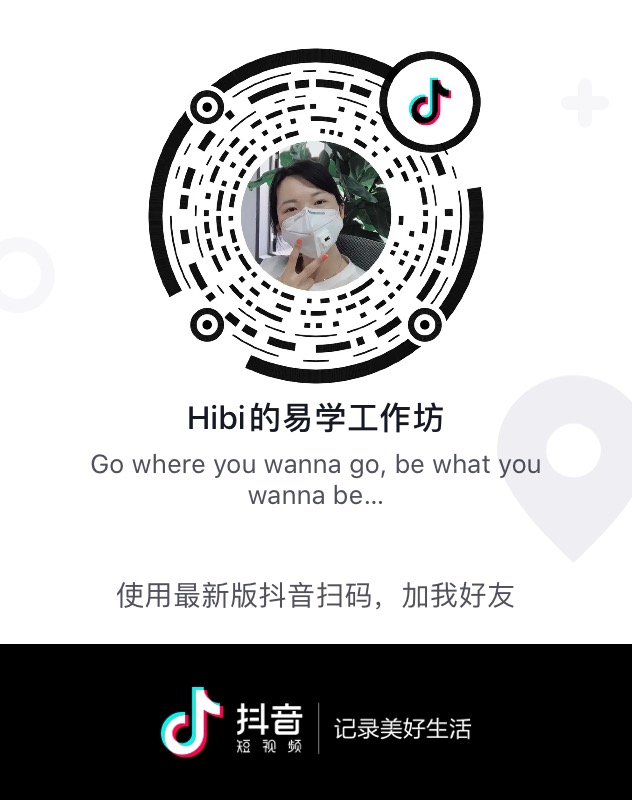 Hibi的易学工作坊
Go where you wanna go, be what you
wanna be...
使用最新版抖音扫码，加我好友
抖音
短视频
记录美好生活